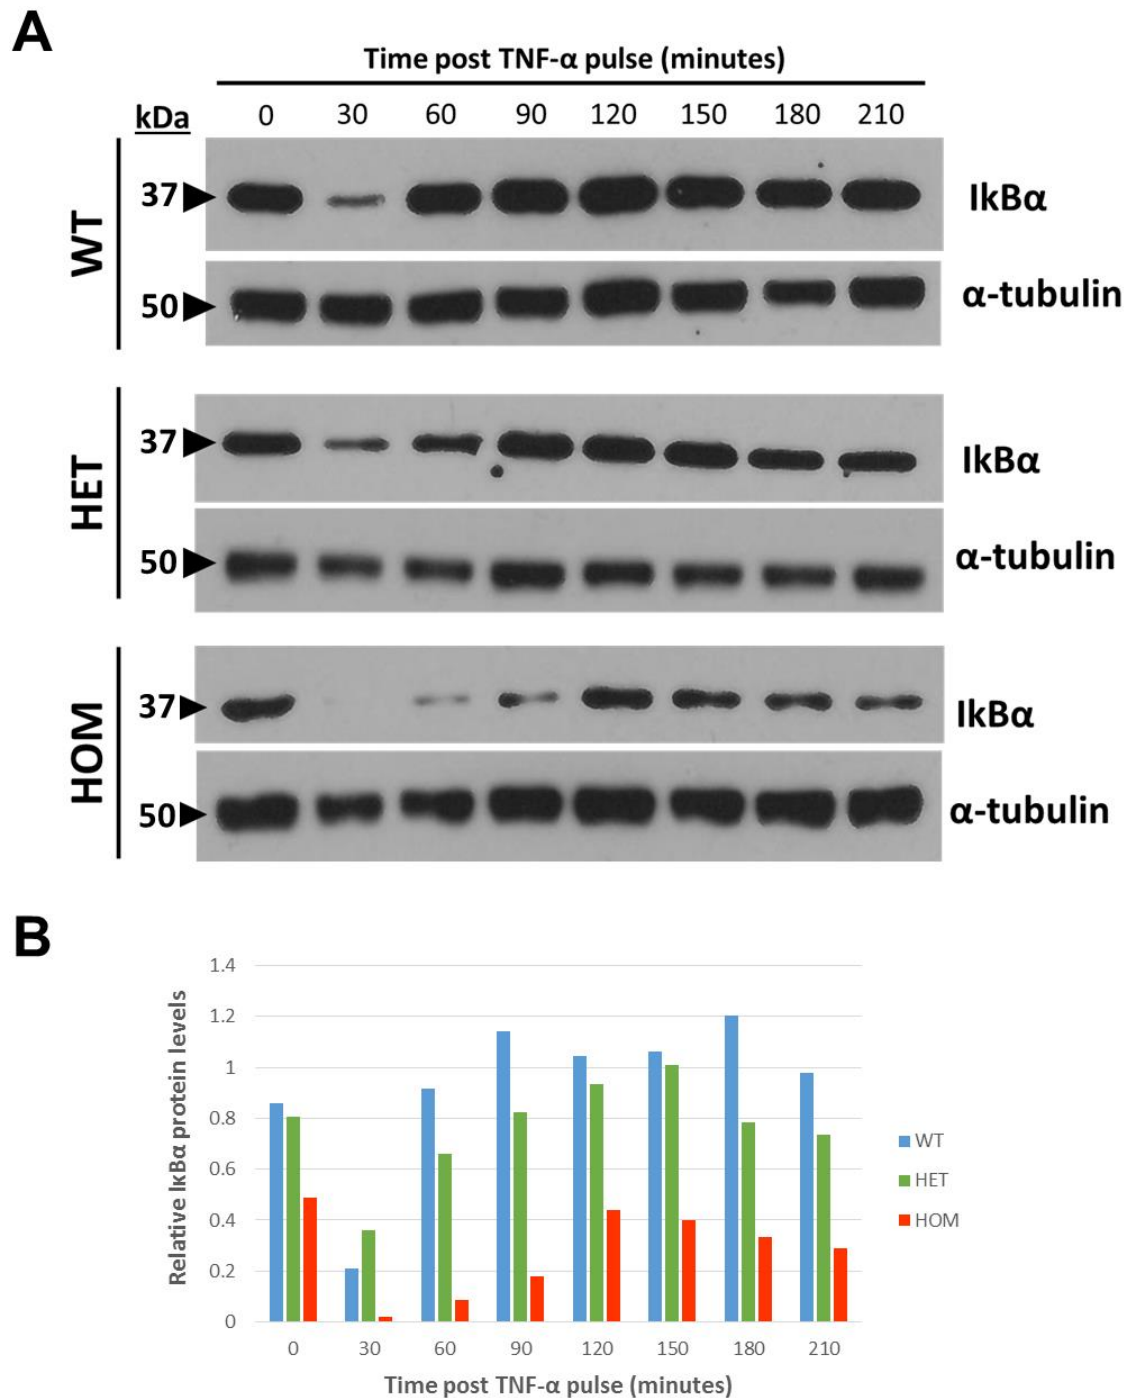 A
Time post TNF-α pulse (minutes)
kDa 0 30 60 90 120 150 180 210
WT
37 IkBα
50 α-tubulin
HET
37 IkBα
50 α-tubulin
HOM
37 IkBα
50 α-tubulin
B
Relative IκBα protein levels
1.4
1.2
1
0.8
0.6
0.4
0.2
0
0 30 60 90 120 150 180 210
Time post TNF-α pulse (minutes)
WT
HET
HOM